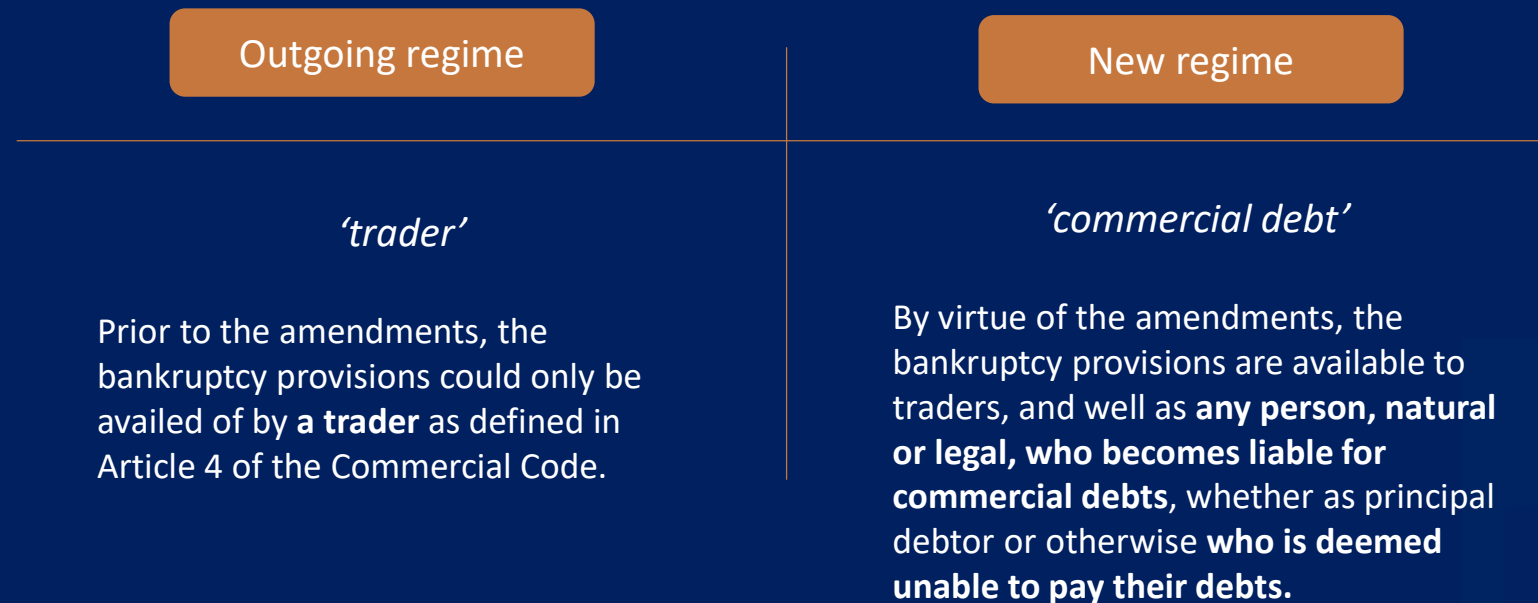 Outgoing regime
‘trader’
Prior to the amendments, the
bankruptcy provisions could only be
availed of by a trader as defined in
Article 4 of the Commercial Code.
New regime
‘commercial debt’
By virtue of the amendments, the
bankruptcy provisions are available to
traders, and well as any person, natural
or legal, who becomes liable for
commercial debts, whether as principal
debtor or otherwise who is deemed
unable to pay their debts.